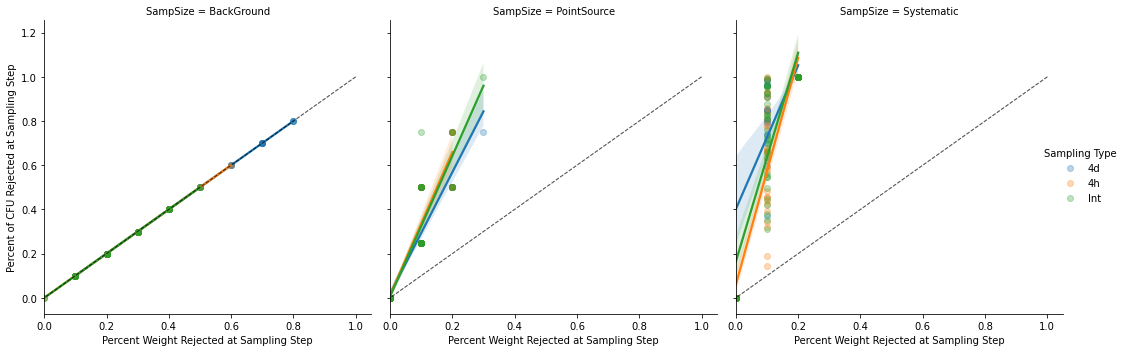 SampSize = BackGround
SampSize = PointSource
SampSize = Systematic
Percent of CFU Rejected at Sampling Step
1.2
1.0
0.8
0.6
0.4
0.2
0.0
0.0 0.2 0.4 0.6 0.8 1.0
0.0 0.2 0.4 0.6 0.8 1.0
0.0 0.2 0.4 0.6 0.8 1.0
Percent Weight Rejected at Sampling Step
Percent Weight Rejected at Sampling Step
Percent Weight Rejected at Sampling Step
Sampling Type
4d
4h
Int